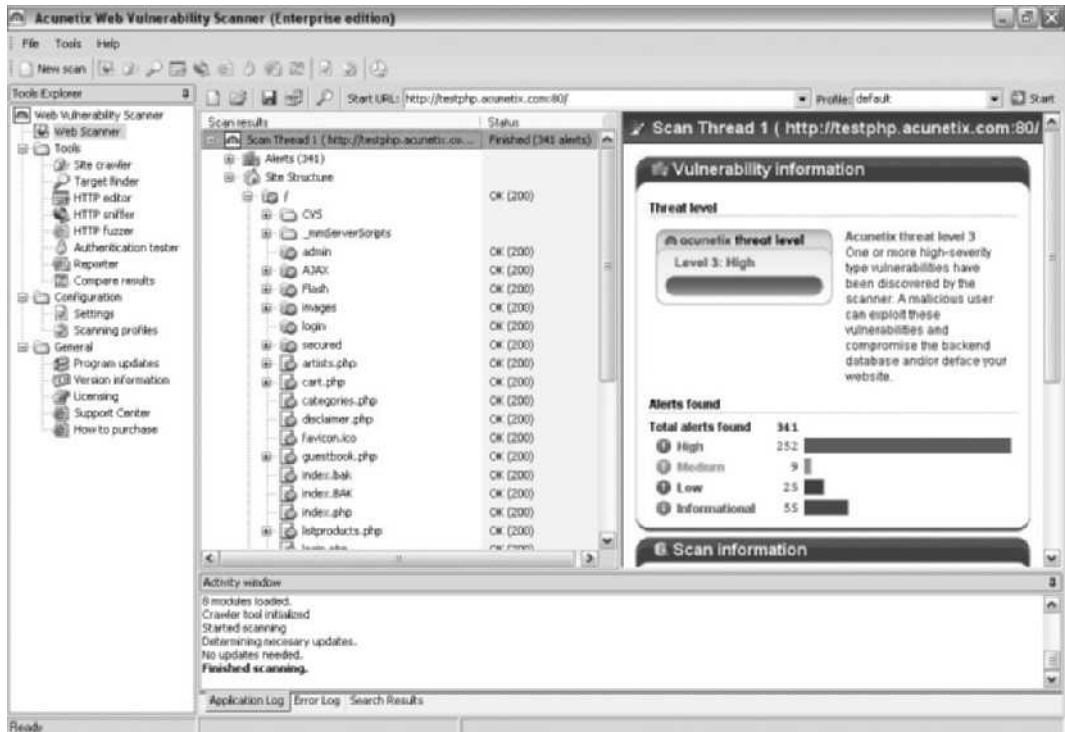 Acunetix Web Vulnerability Scanner (Enterprise edition)
File Tools Help
New scan
Tools Explorer
Web Vulnerability Scanner
Web Scanner
Tools
Site crawler
Target finder
HTTP editor
HTTP sniffer
HTTP fuzzer
Authentication tester
Reporter
Compare results
Configuration
Settings
Scanning profiles
General
Program updates
Version information
Licensing
Support Center
How to purchase
Start URL: http://testphp.acunetix.com:80/ Profile: default Start
Scan results Status
Scan Thread 1 ( http://testphp.acunetix.co... Finished (341 alerts)
Alerts (341)
Site Structure
/ OK (200)
CVS
_mmServerScripts
admin OK (200)
AJAX OK (200)
Flash OK (200)
images OK (200)
login OK (200)
secured OK (200)
artists.php OK (200)
cart.php OK (200)
categories.php OK (200)
disclaimer.php OK (200)
favicon.ico OK (200)
guestbook.php OK (200)
index.bak OK (200)
index.BAK OK (200)
index.php OK (200)
listproducts.php OK (200)
login.php OK (200)
Scan Thread 1 ( http://testphp.acunetix.com:80/
Vulnerability information
Threat level
acunetix threat level
Level 3: High
Acunetix threat level 3
One or more high-severity
type vulnerabilities have
been discovered by the
scanner. A malicious user
can exploit these
vulnerabilities and
compromise the backend
database and/or deface your
website.
Alerts found
Total alerts found 341
High 252
Medium 9
Low 25
Informational 55
Scan information
Activity window
8 modules loaded.
Crawler tool initialized
Started scanning
Determining necesary updates.
No updates needed.
Finished scanning.
Application Log Error Log Search Results
Ready